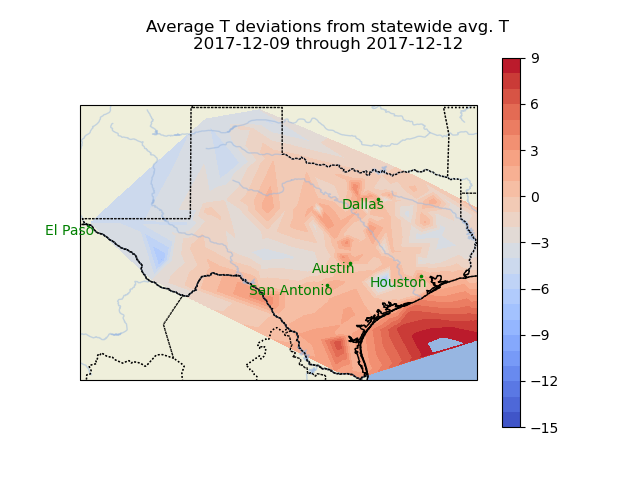 Average T deviations from statewide avg. T
2017-12-09 through 2017-12-12
9
6
3
0
−3
−6
−9
−12
−15
El Paso
Dallas
Austin
San Antonio
Houston